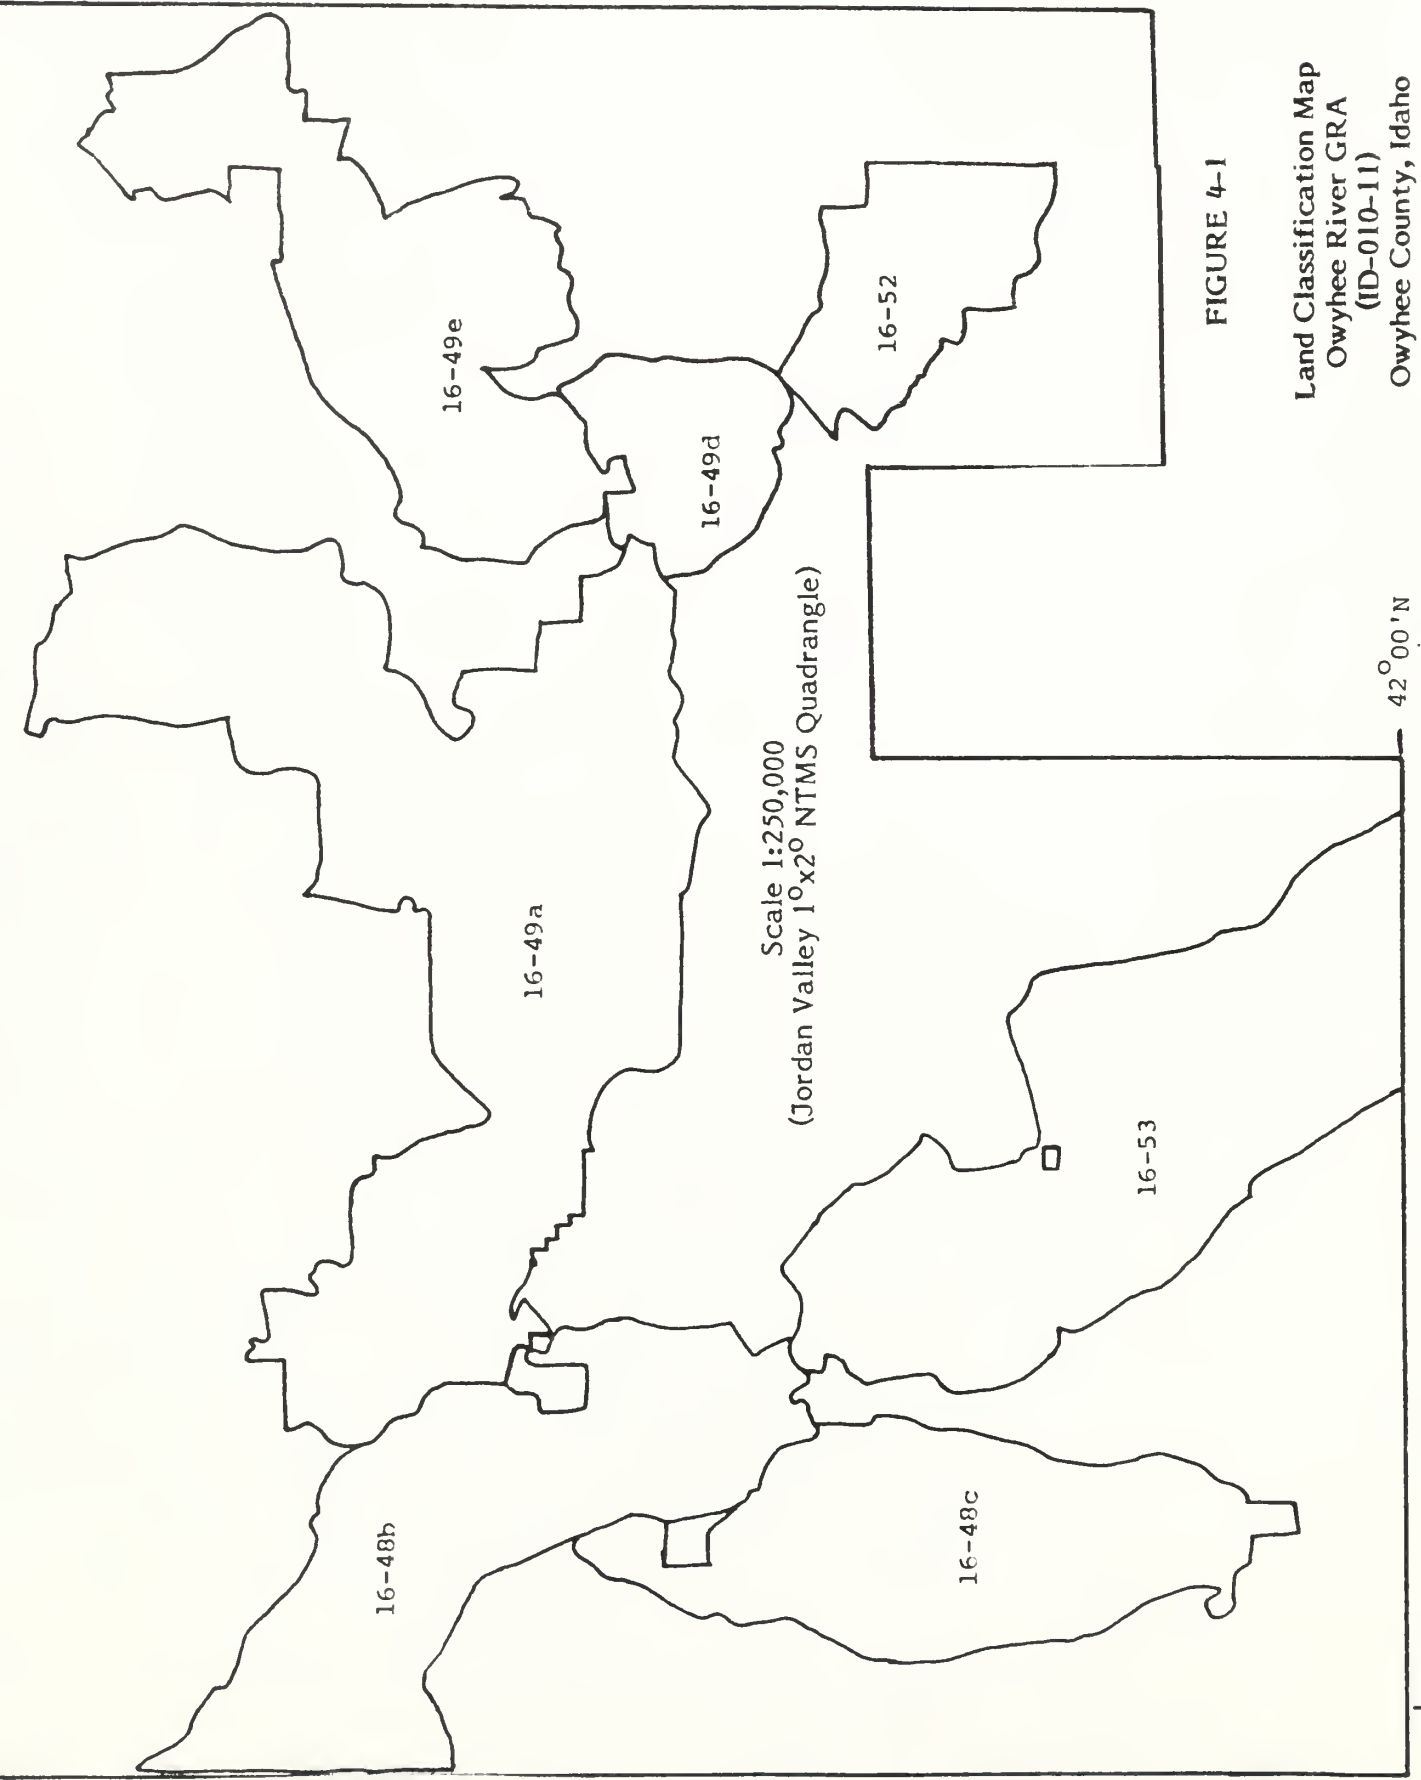 16-49e
16-52
16-49d
16-49a
Scale 1:250,000
(Jordan Valley 1°x2° NTMS Quadrangle)
16-48b
16-48c
16-53
42°00'N
FIGURE 4-1
Land Classification Map
Owyhee River GRA
(ID-010-11)
Owyhee County, Idaho